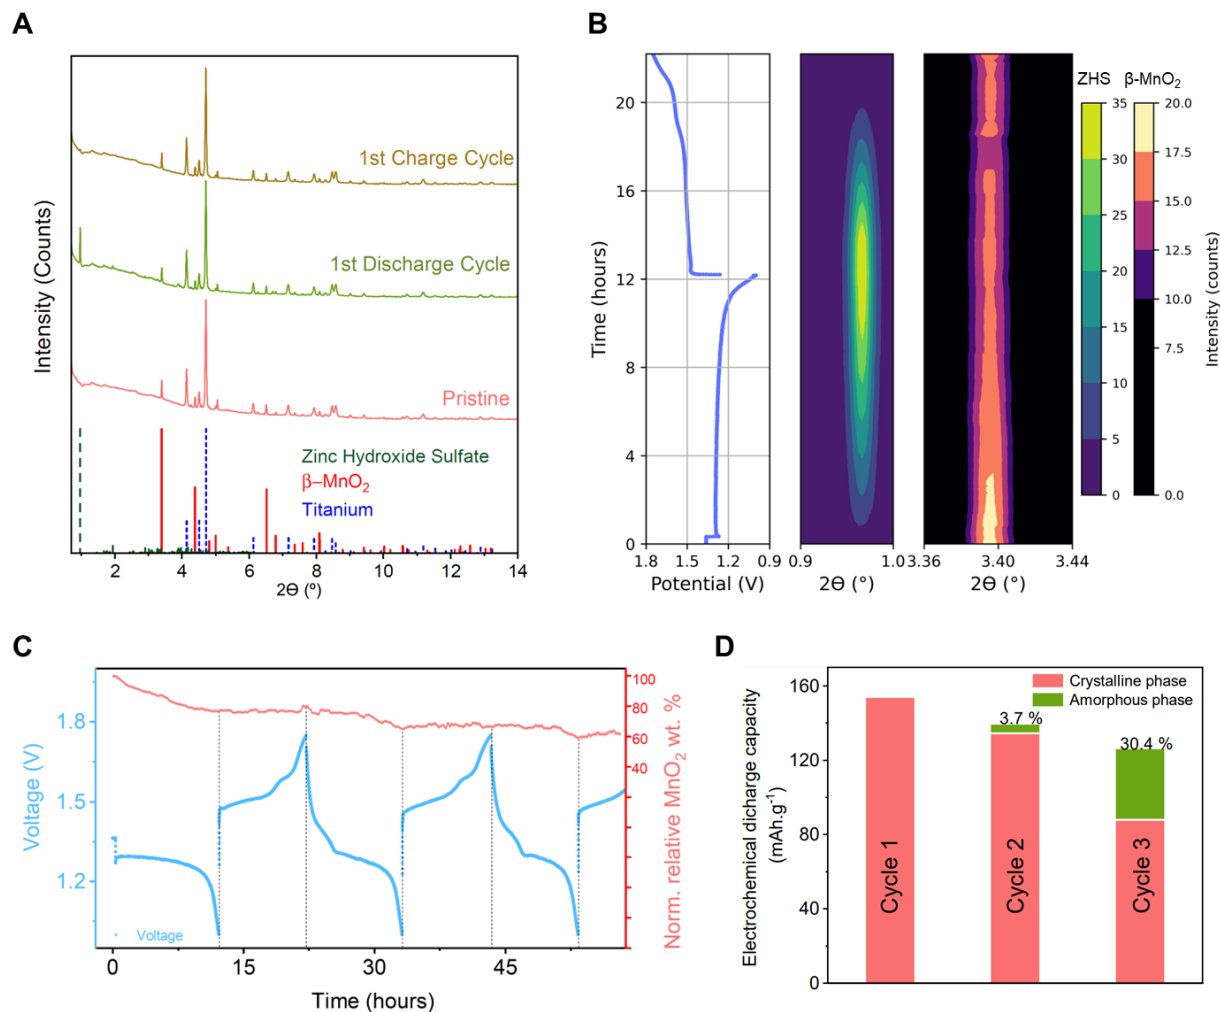 A
Intensity (Counts)
1st Charge Cycle
1st Discharge Cycle
Pristine
Zinc Hydroxide Sulfate
β–MnO₂
Titanium
2 4 6 8 10 12 14
2Θ (º)
B
Time (hours)
20
16
12
8
4
0
1.8 1.5 1.2 0.9
Potential (V)
0.9 1.0
2Θ (°)
3.36 3.40 3.44
2Θ (°)
ZHS β-MnO₂
35
30
25
20
15
10
5
0
20.0
17.5
15.0
12.5
10.0
7.5
0.0
Intensity (counts)
C
Voltage (V)
1.8
1.5
1.2
Voltage
0 15 30 45
Time (hours)
100
80
60
40
20
0
Norm. relative MnO₂ wt. %
D
Electrochemical dicharge capacity
(mAh.g⁻¹)
160
120
80
40
0
Crystalline phase
Amorphous phase
3.7 %
30.4 %
Cycle 1
Cycle 2
Cycle 3